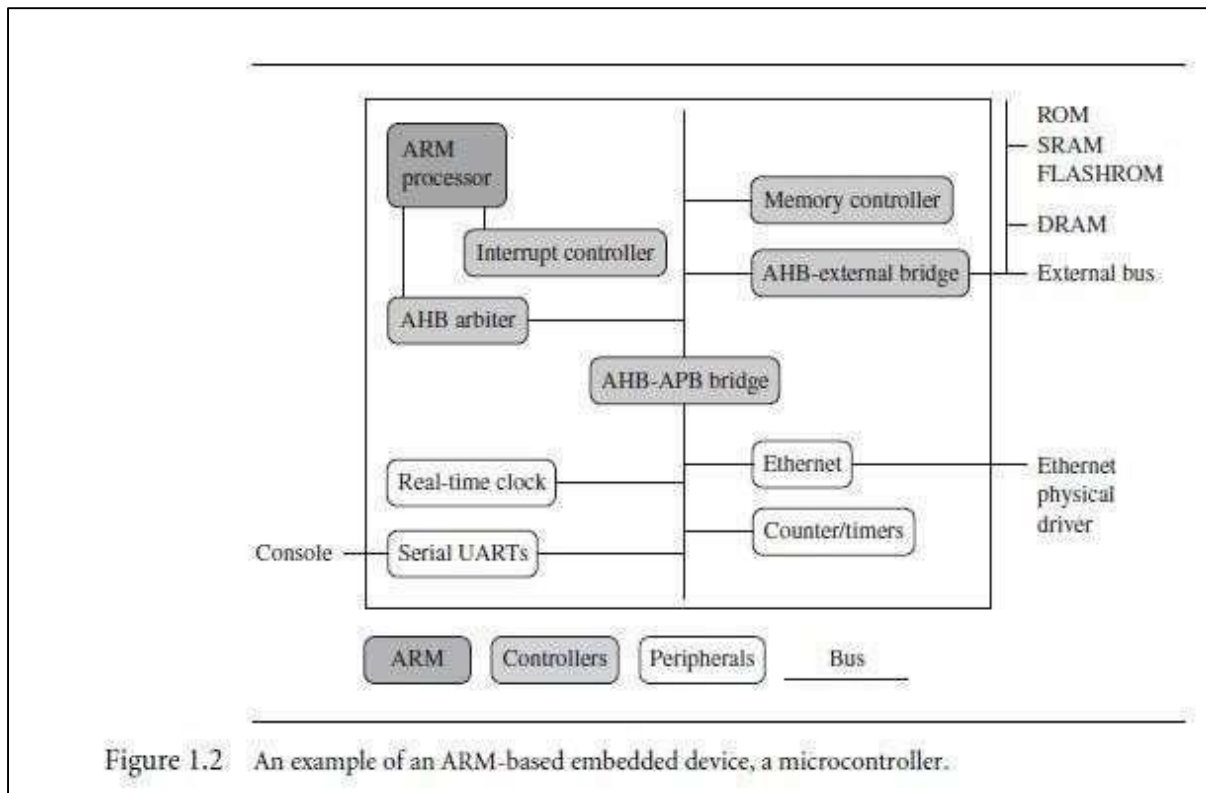 ARM
processor
Interrupt controller
AHB arbiter
Memory controller
AHB-external bridge
ROM
SRAM
FLASHROM
DRAM
External bus
AHB-APB bridge
Real-time clock
Console
Serial UARTs
Ethernet
Counter/timers
Ethernet
physical
driver
ARM
Controllers
Peripherals
Bus
Figure 1.2 An example of an ARM-based embedded device, a microcontroller.